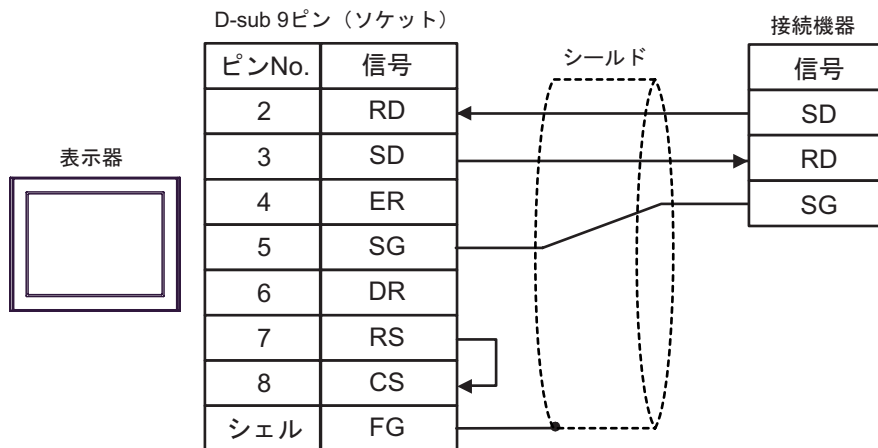 D-sub 9ピン（ソケット）
ピンNo. 信号
2 RD
3 SD
4 ER
5 SG
6 DR
7 RS
8 CS
シェル FG
表示器
シールド
接続機器
信号
SD
RD
SG